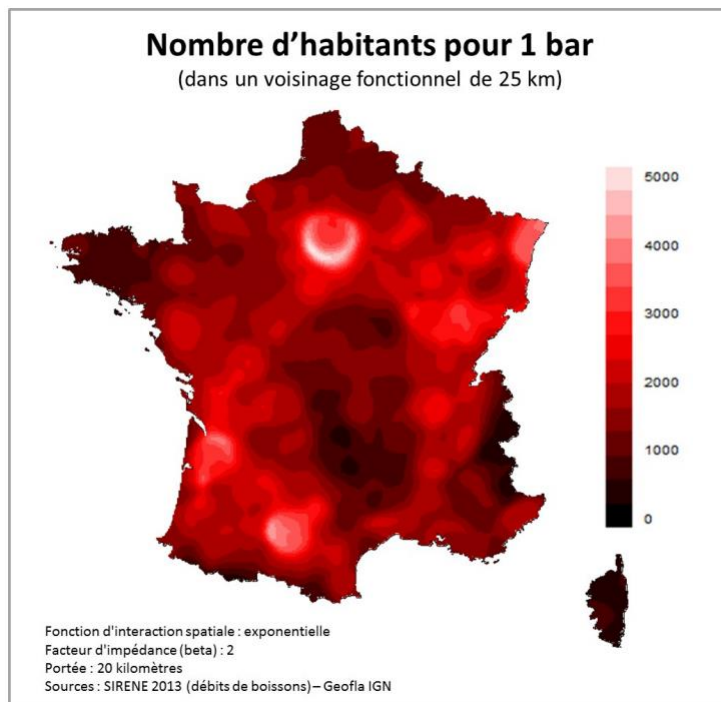 Nombre d’habitants pour 1 bar
(dans un voisinage fonctionnel de 25 km)
5000
4000
3000
2000
1000
0
Fonction d'interaction spatiale : exponentielle
Facteur d'impédance (beta) : 2
Portée : 20 kilomètres
Sources : SIRENE 2013 (débits de boissons) – Geofla IGN